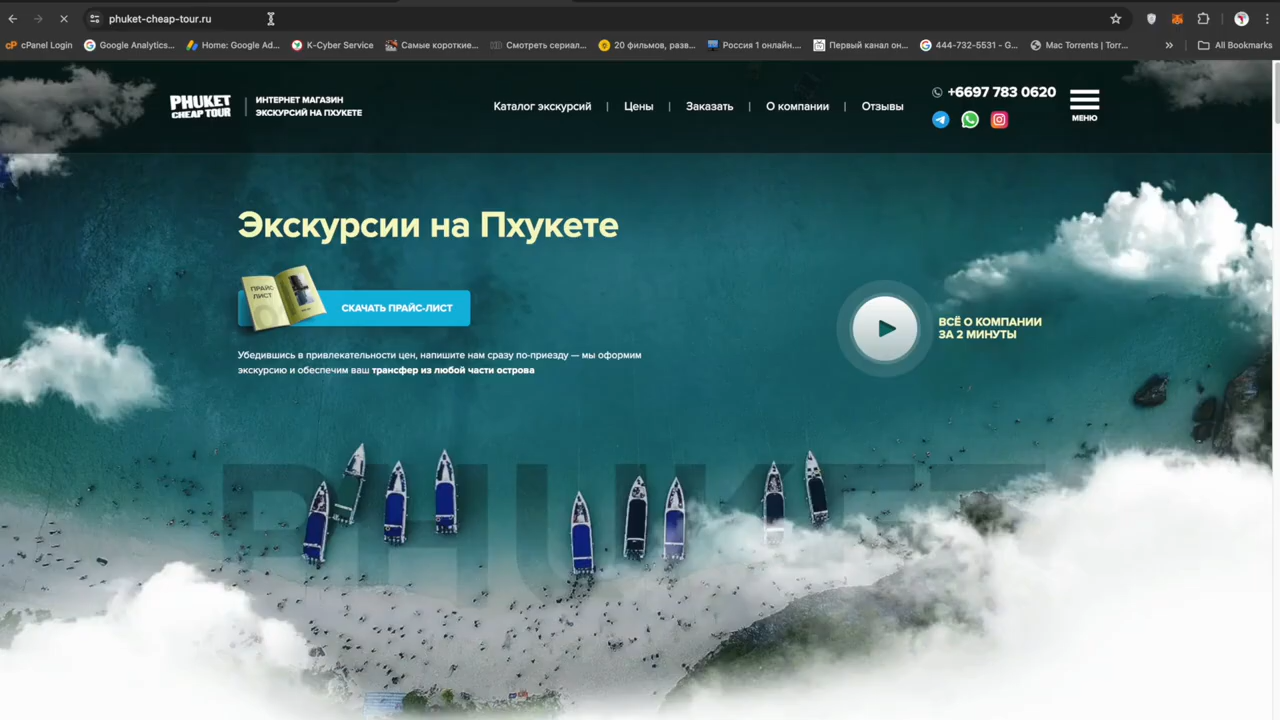 phuket-cheap-tour.ru
cPanel Login
Google Analytics...
Home: Google Ad...
K-Cyber Service
Самые короткие...
Смотреть сериал...
20 фильмов, разв...
Россия 1 онлайн....
Первый канал он...
444-732-5531 - G...
Mac Torrents | Torr...
All Bookmarks
PHUKET
CHEAP TOUR
ИНТЕРНЕТ МАГАЗИН
ЭКСКУРСИЙ НА ПХУКЕТЕ
Каталог экскурсий | Цены | Заказать | О компании | Отзывы
+6697 783 0620
МЕНЮ
Экскурсии на Пхукете
ПРАЙС
ЛИСТ
СКАЧАТЬ ПРАЙС-ЛИСТ
ВСЁ О КОМПАНИИ
ЗА 2 МИНУТЫ
Убедившись в привлекательности цен, напишите нам сразу по-приезду — мы оформим
экскурсию и обеспечим ваш трансфер из любой части острова
PHUKET